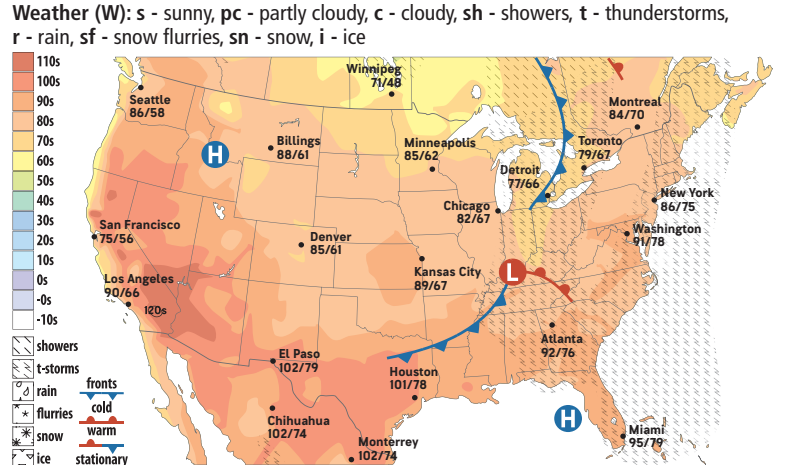 Weather (W): s - sunny, pc - partly cloudy, c - cloudy, sh - showers, t - thunderstorms,
r - rain, sf - snow flurries, sn - snow, i - ice
110s
100s
90s
80s
70s
60s
50s
40s
30s
20s
10s
0s
-0s
-10s
showers
t-storms
rain
flurries
snow
ice
fronts
cold
warm
stationary
Winnipeg
71/48
Seattle
86/58
Montreal
84/70
H
Billings
88/61
Minneapolis
85/62
Toronto
79/67
Detroit
77/66
Chicago
82/67
New York
86/75
San Francisco
75/56
Denver
85/61
Washington
91/78
Kansas City
89/67
L
Los Angeles
90/66
120s
Atlanta
92/76
El Paso
102/79
Houston
101/78
Chihuahua
102/74
H
Monterrey
102/74
Miami
95/79